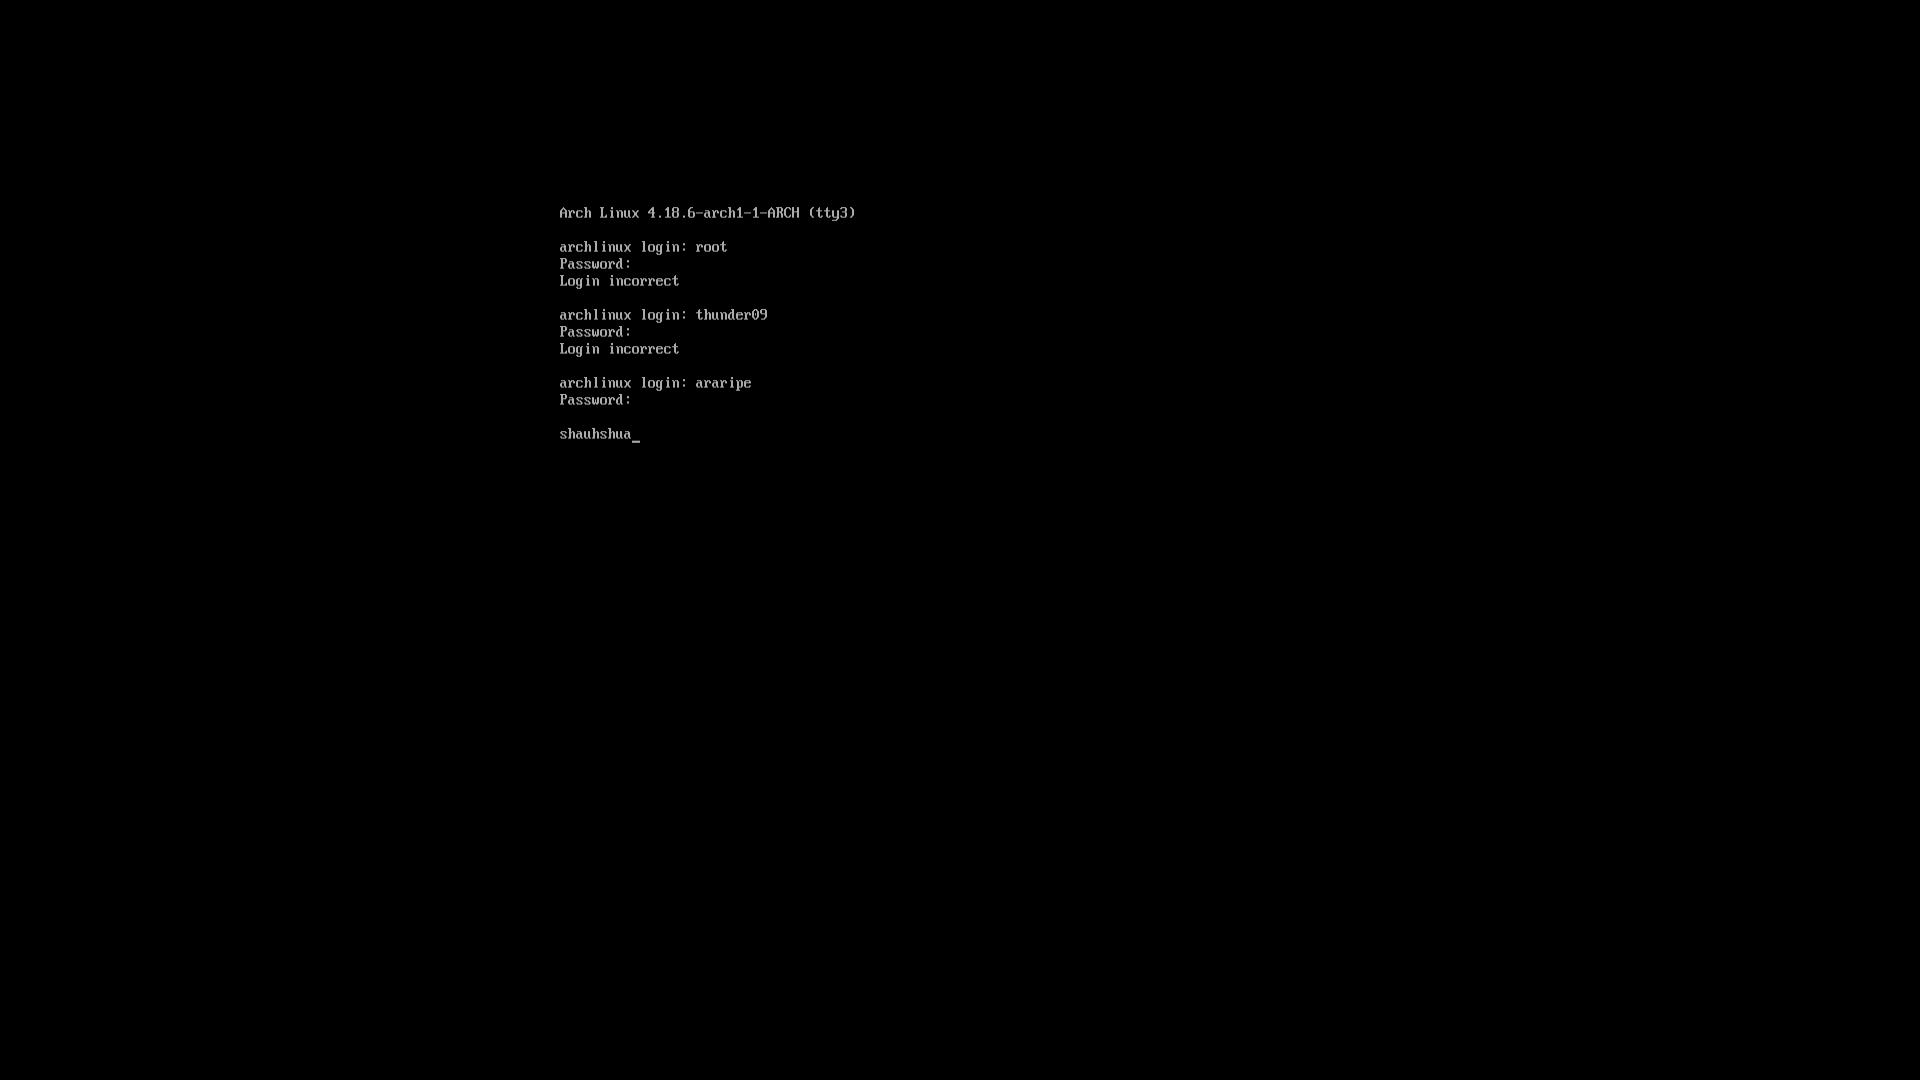 Arch Linux 4.18.6-arch1-1-ARCH (tty3)
archlinux login: root
Password:
Login incorrect
archlinux login: thunder09
Password:
Login incorrect
archlinux login: araripe
Password:
shauhshua_